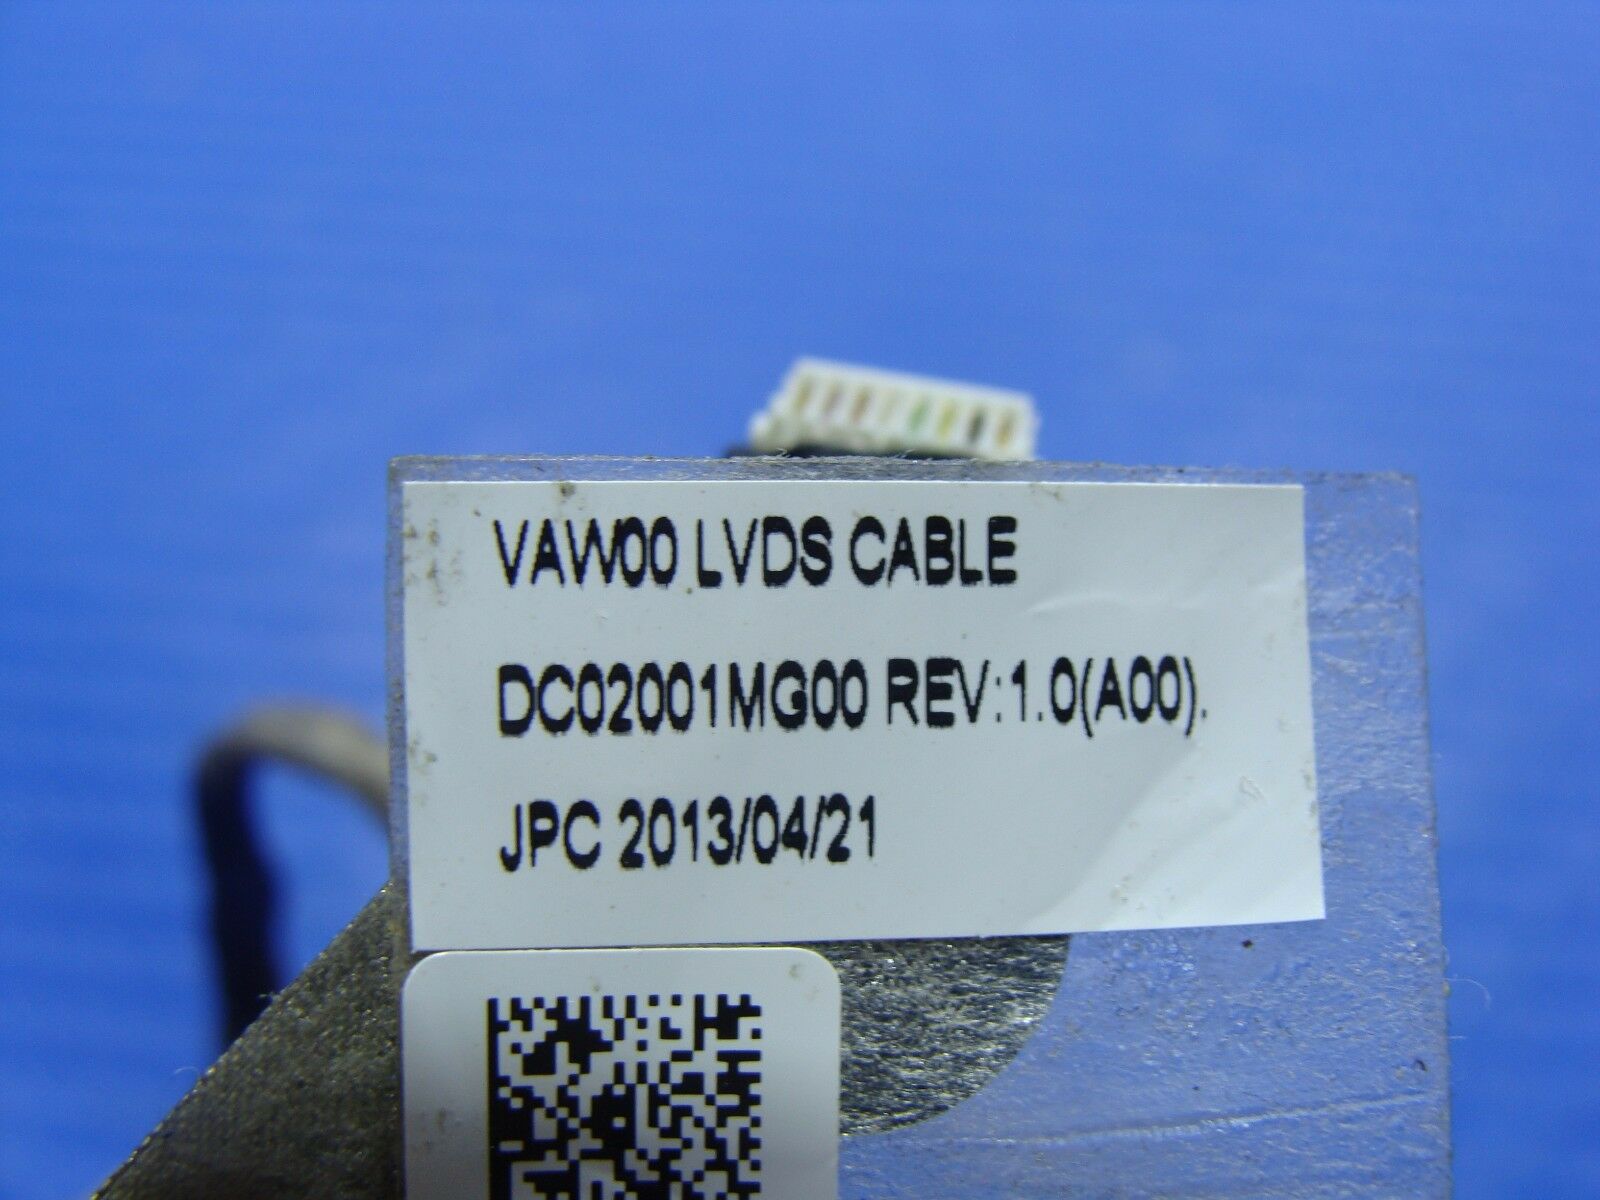 VAW00 LVDS CABLE
DC02001MG00 REV:1.0(A00).
JPC 2013/04/21